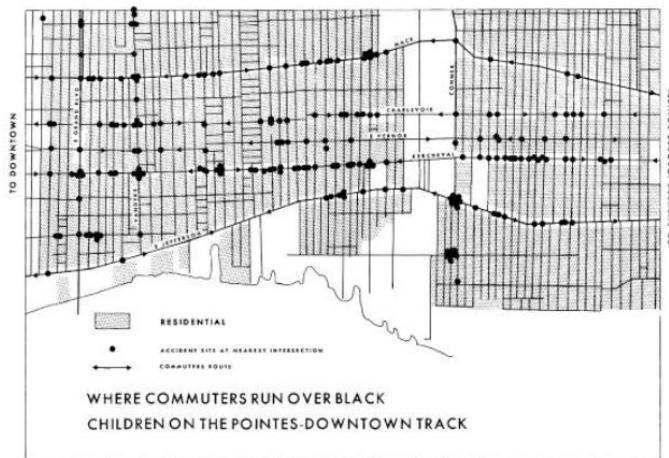 MACK
CONNER
CHARLEVOIX
E GRAND BLVD
E VERNOR
KERCHEVAL
TO DOWNTOWN
E JEFFERSON
RESIDENTIAL
ACCIDENT SITE AT NEAREST INTERSECTION
COMMUTERS ROUTE
WHERE COMMUTERS RUN OVER BLACK
CHILDREN ON THE POINTES-DOWNTOWN TRACK